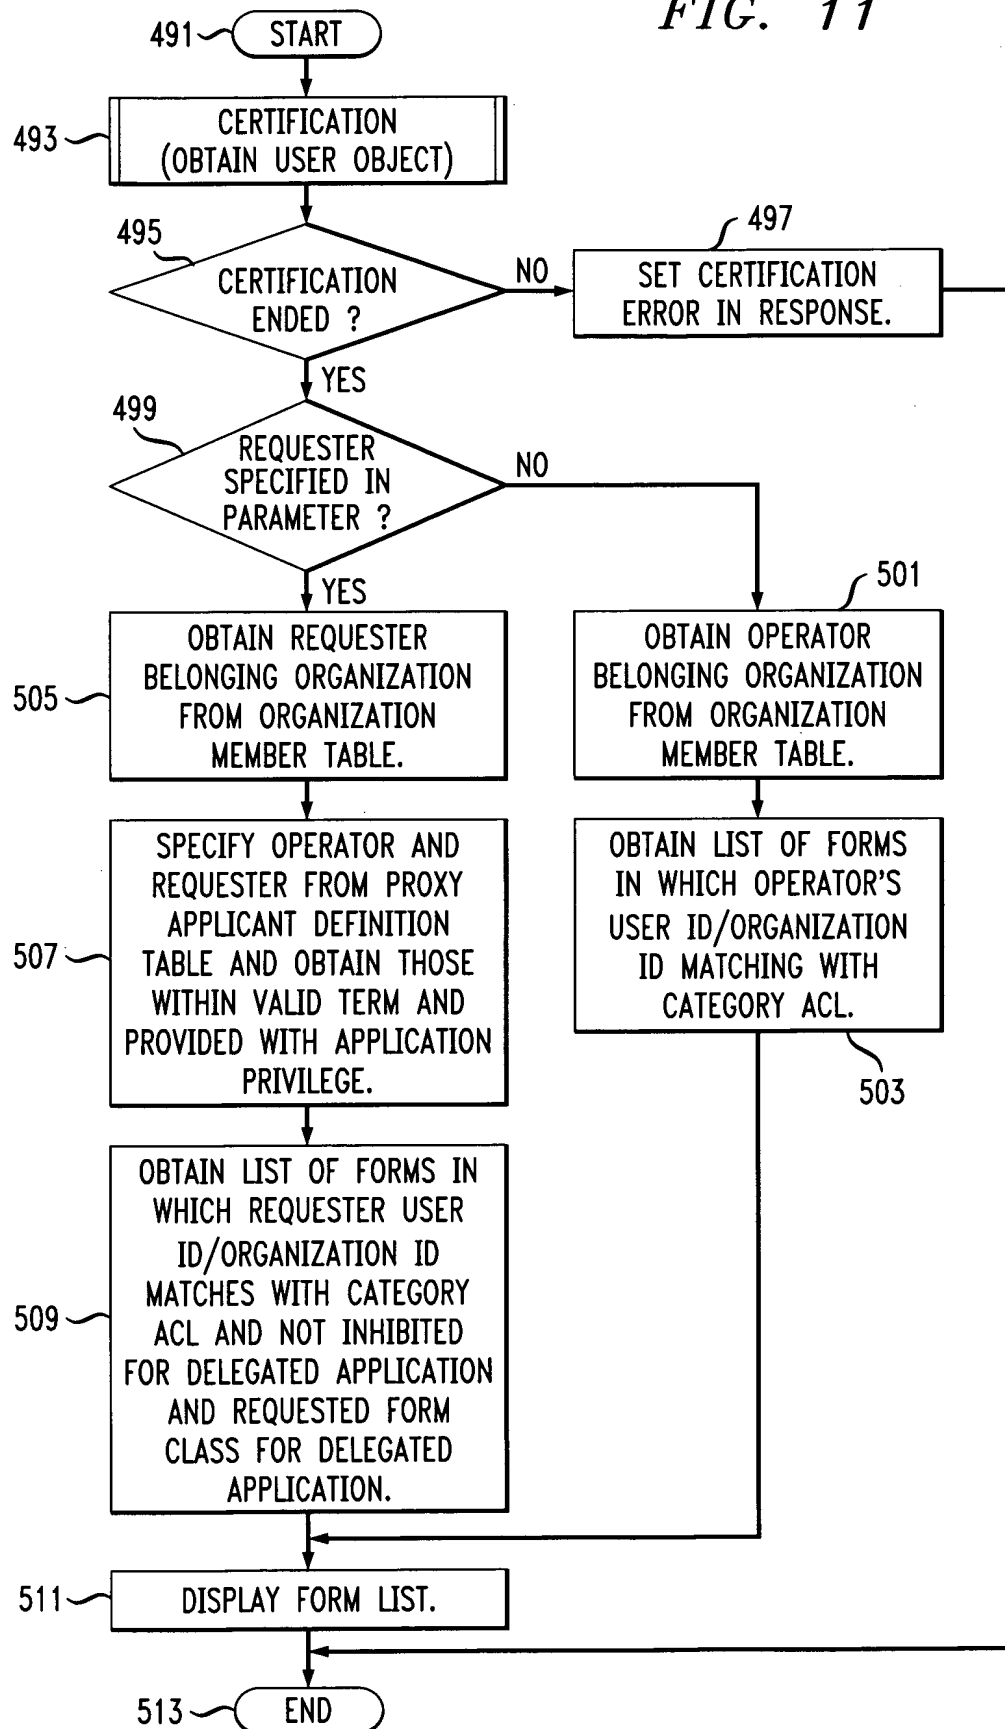 FIG. 11
491
START
493
CERTIFICATION
(OBTAIN USER OBJECT)
495
CERTIFICATION
ENDED ?
NO
497
SET CERTIFICATION
ERROR IN RESPONSE.
YES
499
REQUESTER
SPECIFIED IN
PARAMETER ?
NO
YES
501
OBTAIN OPERATOR
BELONGING ORGANIZATION
FROM ORGANIZATION
MEMBER TABLE.
505
OBTAIN REQUESTER
BELONGING ORGANIZATION
FROM ORGANIZATION
MEMBER TABLE.
OBTAIN LIST OF FORMS
IN WHICH OPERATOR'S
USER ID/ORGANIZATION
ID MATCHING WITH
CATEGORY ACL.
503
507
SPECIFY OPERATOR AND
REQUESTER FROM PROXY
APPLICANT DEFINITION
TABLE AND OBTAIN THOSE
WITHIN VALID TERM AND
PROVIDED WITH APPLICATION
PRIVILEGE.
509
OBTAIN LIST OF FORMS IN
WHICH REQUESTER USER
ID/ORGANIZATION ID
MATCHES WITH CATEGORY
ACL AND NOT INHIBITED
FOR DELEGATED APPLICATION
AND REQUESTED FORM
CLASS FOR DELEGATED
APPLICATION.
511
DISPLAY FORM LIST.
513
END